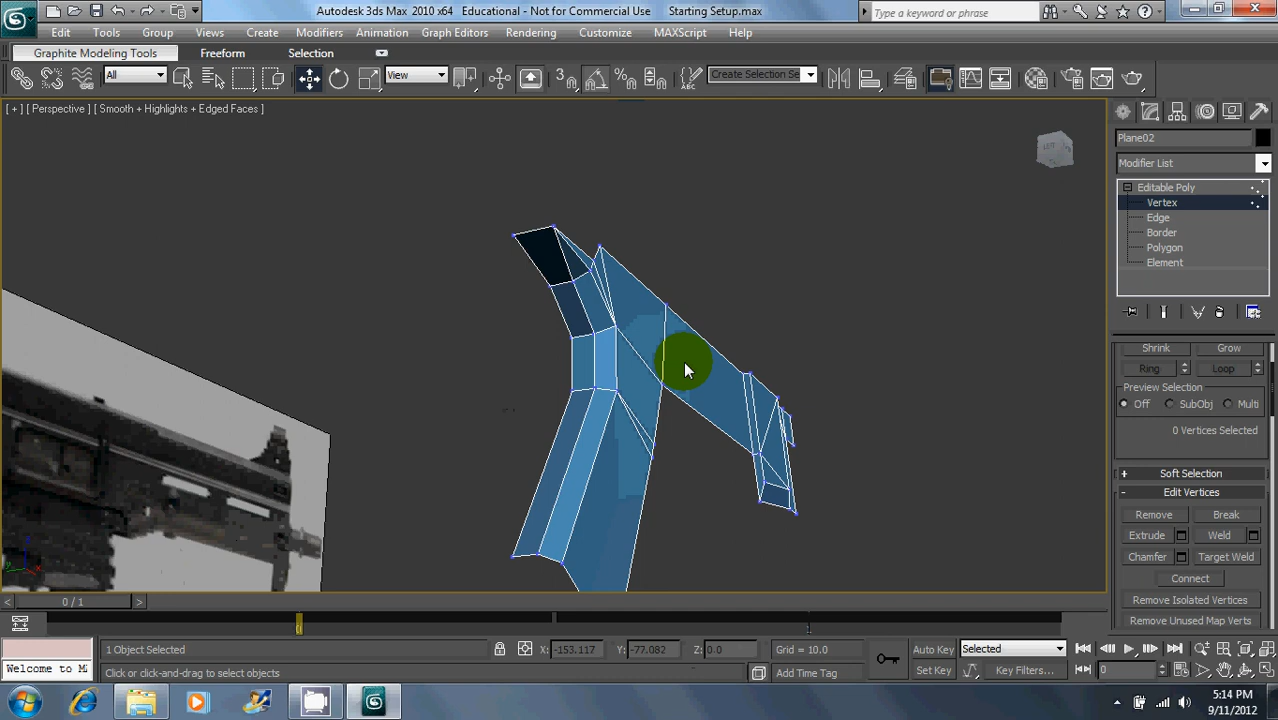 Autodesk 3ds Max 2010 x64 - Educational - Not for Commercial Use Starting Setup.max
Type a keyword or phrase
Edit Tools Group Views Create Modifiers Animation Graph Editors Rendering Customize MAXScript Help
Graphite Modeling Tools Freeform Selection
All View 3 Create Selection Se
[ + ] [ Perspective ] [ Smooth + Highlights + Edged Faces ]
LEFT
Plane02
Modifier List
Editable Poly
Vertex
Edge
Border
Polygon
Element
Shrink Grow
Ring Loop
Preview Selection
Off SubObj Multi
0 Vertices Selected
+ Soft Selection
- Edit Vertices
Remove Break
Extrude Weld
Chamfer Target Weld
Connect
Remove Isolated Vertices
Remove Unused Map Verts
< 0 / 1 >
1 Object Selected X: -153.117 Y: -77.082 Z: 0.0 Grid = 10.0 Auto Key Selected
Welcome to M Click or click-and-drag to select objects Add Time Tag Set Key Key Filters... 0
5:14 PM
9/11/2012